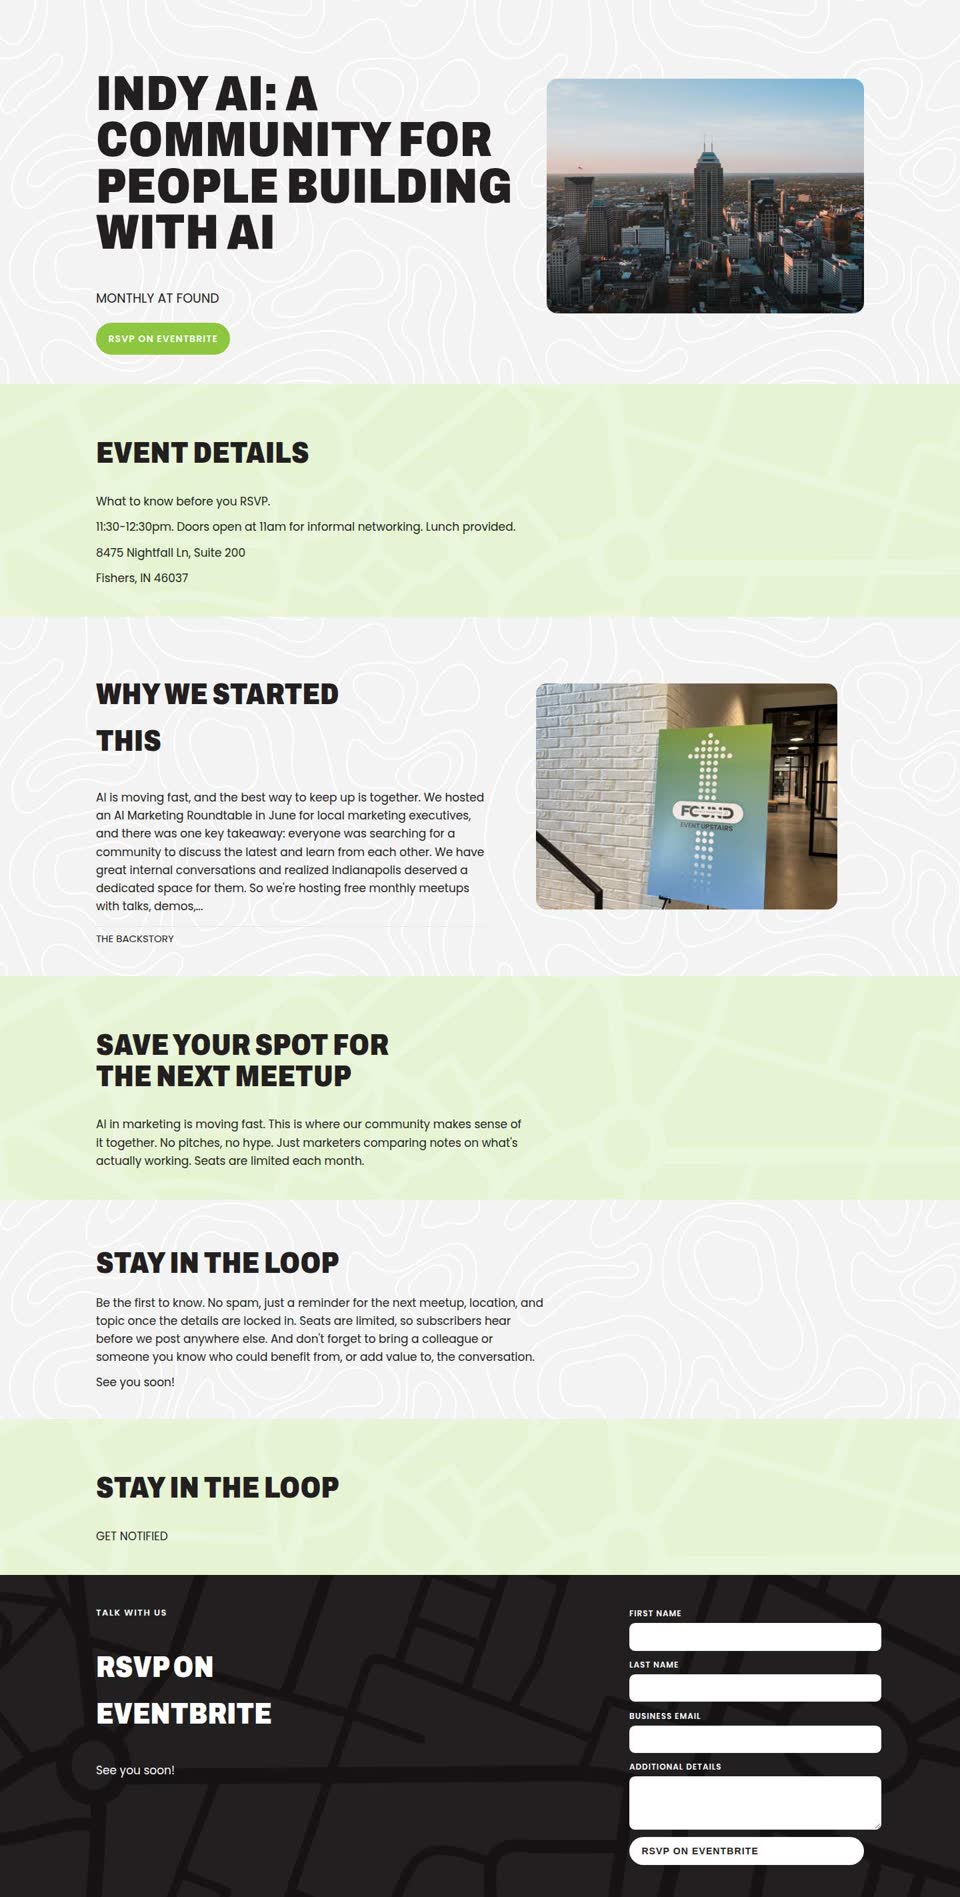 INDY AI: A
COMMUNITY FOR
PEOPLE BUILDING
WITH AI
MONTHLY AT FOUND
RSVP ON EVENTBRITE
EVENT DETAILS
What to know before you RSVP.
11:30-12:30pm. Doors open at 11am for informal networking. Lunch provided.
8475 Nightfall Ln, Suite 200
Fishers, IN 46037
WHY WE STARTED
THIS
AI is moving fast, and the best way to keep up is together. We hosted
an AI Marketing Roundtable in June for local marketing executives,
and there was one key takeaway: everyone was searching for a
community to discuss the latest and learn from each other. We have
great internal conversations and realized Indianapolis deserved a
dedicated space for them. So we're hosting free monthly meetups
with talks, demos,...
THE BACKSTORY
FOUND
EVENT UPSTAIRS
SAVE YOUR SPOT FOR
THE NEXT MEETUP
AI in marketing is moving fast. This is where our community makes sense of
it together. No pitches, no hype. Just marketers comparing notes on what's
actually working. Seats are limited each month.
STAY IN THE LOOP
Be the first to know. No spam, just a reminder for the next meetup, location, and
topic once the details are locked in. Seats are limited, so subscribers hear
before we post anywhere else. And don't forget to bring a colleague or
someone you know who could benefit from, or add value to, the conversation.
See you soon!
STAY IN THE LOOP
GET NOTIFIED
TALK WITH US
RSVP ON
EVENTBRITE
See you soon!
FIRST NAME
LAST NAME
BUSINESS EMAIL
ADDITIONAL DETAILS
RSVP ON EVENTBRITE